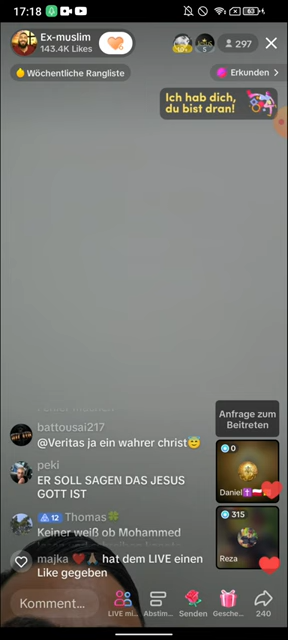 17:18
63
Ex-muslim
143.4K Likes
297
Wöchentliche Rangliste
Erkunden >
Ich hab dich,
du bist dran!
battousai217
@Veritas ja ein wahrer christ😇
peki
ER SOLL SAGEN DAS JESUS
GOTT IST
12 Thomas🍀
Keiner weiß ob Mohammed
majka ❤️🙏🏿 hat dem LIVE einen
Like gegeben
Anfrage zum
Beitreten
0
Daniel✝️🇵🇱
315
Reza
Komment...
LIVE mi...
Abstim...
Senden
Gesche...
240